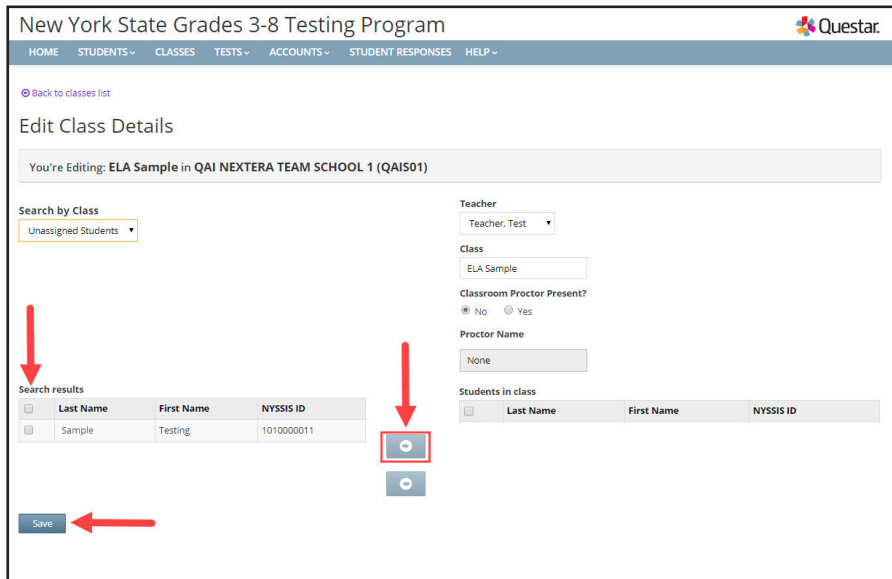 New York State Grades 3-8 Testing Program
Questar.
HOME STUDENTS CLASSES TESTS ACCOUNTS STUDENT RESPONSES HELP
Back to classes list
Edit Class Details
You're Editing: ELA Sample in QAI NEXTERA TEAM SCHOOL 1 (QAIS01)
Search by Class
Unassigned Students
Teacher
Teacher, Test
Class
ELA Sample
Classroom Proctor Present?
No Yes
Proctor Name
None
Search results
Last Name First Name NYSSIS ID
Sample Testing 1010000011
Students in class
Last Name First Name NYSSIS ID
Save